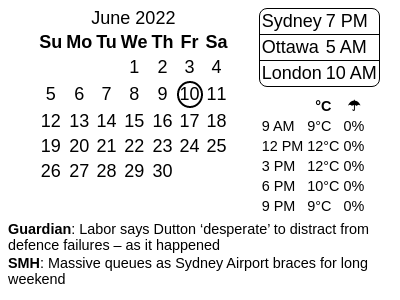 June 2022
Su Mo Tu We Th Fr Sa
1 2 3 4
5 6 7 8 9 10 11
12 13 14 15 16 17 18
19 20 21 22 23 24 25
26 27 28 29 30
Sydney 7 PM
Ottawa 5 AM
London 10 AM
°C ☂
9 AM 9°C 0%
12 PM 12°C 0%
3 PM 12°C 0%
6 PM 10°C 0%
9 PM 9°C 0%
Guardian: Labor says Dutton ‘desperate’ to distract from
defence failures – as it happened
SMH: Massive queues as Sydney Airport braces for long
weekend